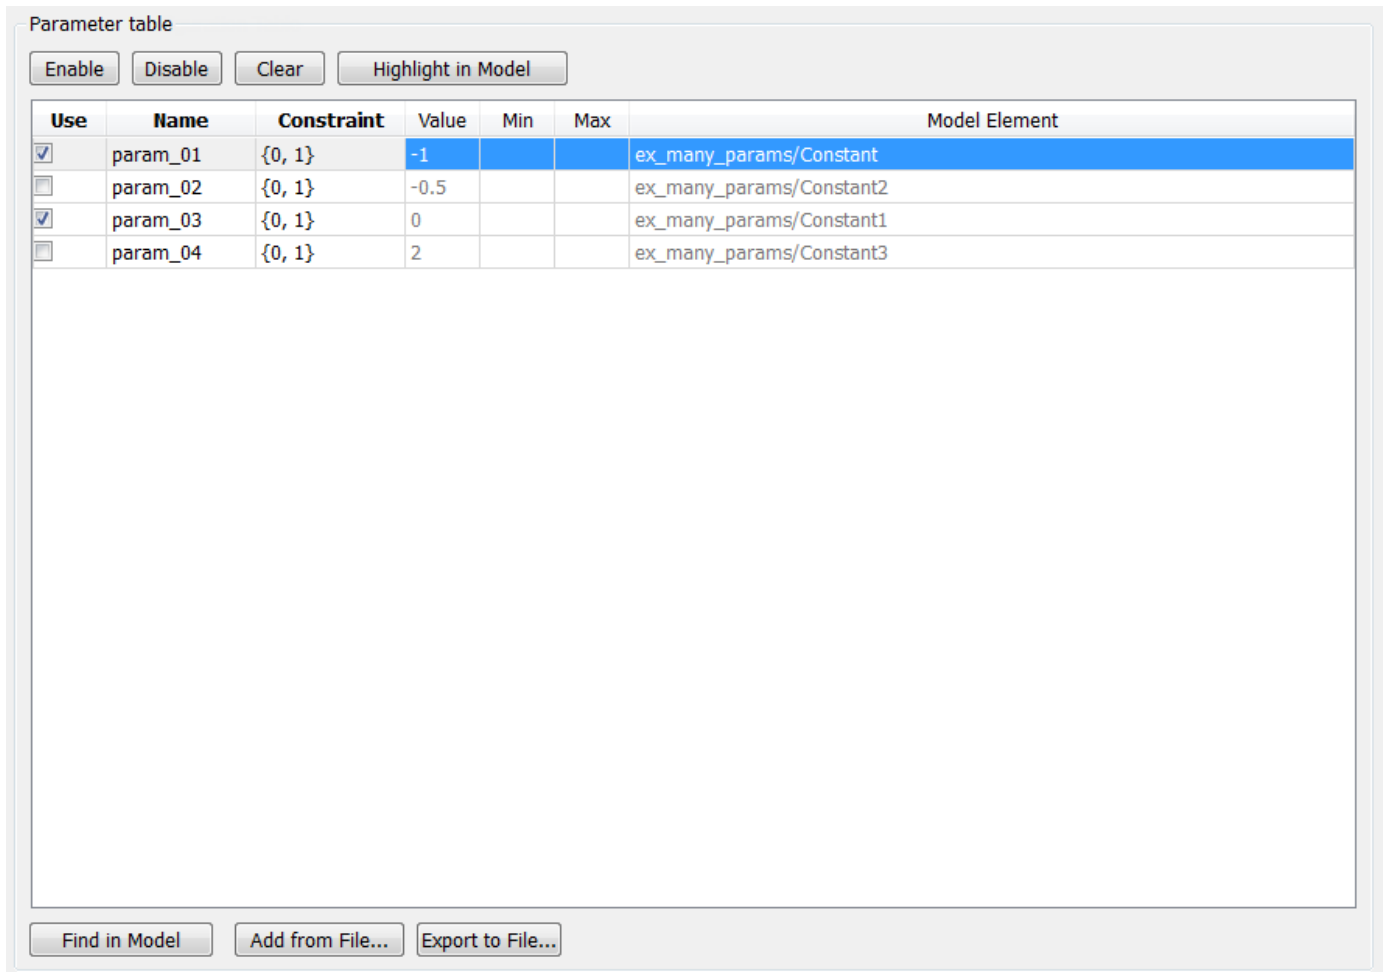 Parameter table
Enable Disable Clear Highlight in Model
Use Name Constraint Value Min Max Model Element
param_01 {0, 1} -1 ex_many_params/Constant
param_02 {0, 1} -0.5 ex_many_params/Constant2
param_03 {0, 1} 0 ex_many_params/Constant1
param_04 {0, 1} 2 ex_many_params/Constant3
Find in Model Add from File... Export to File...